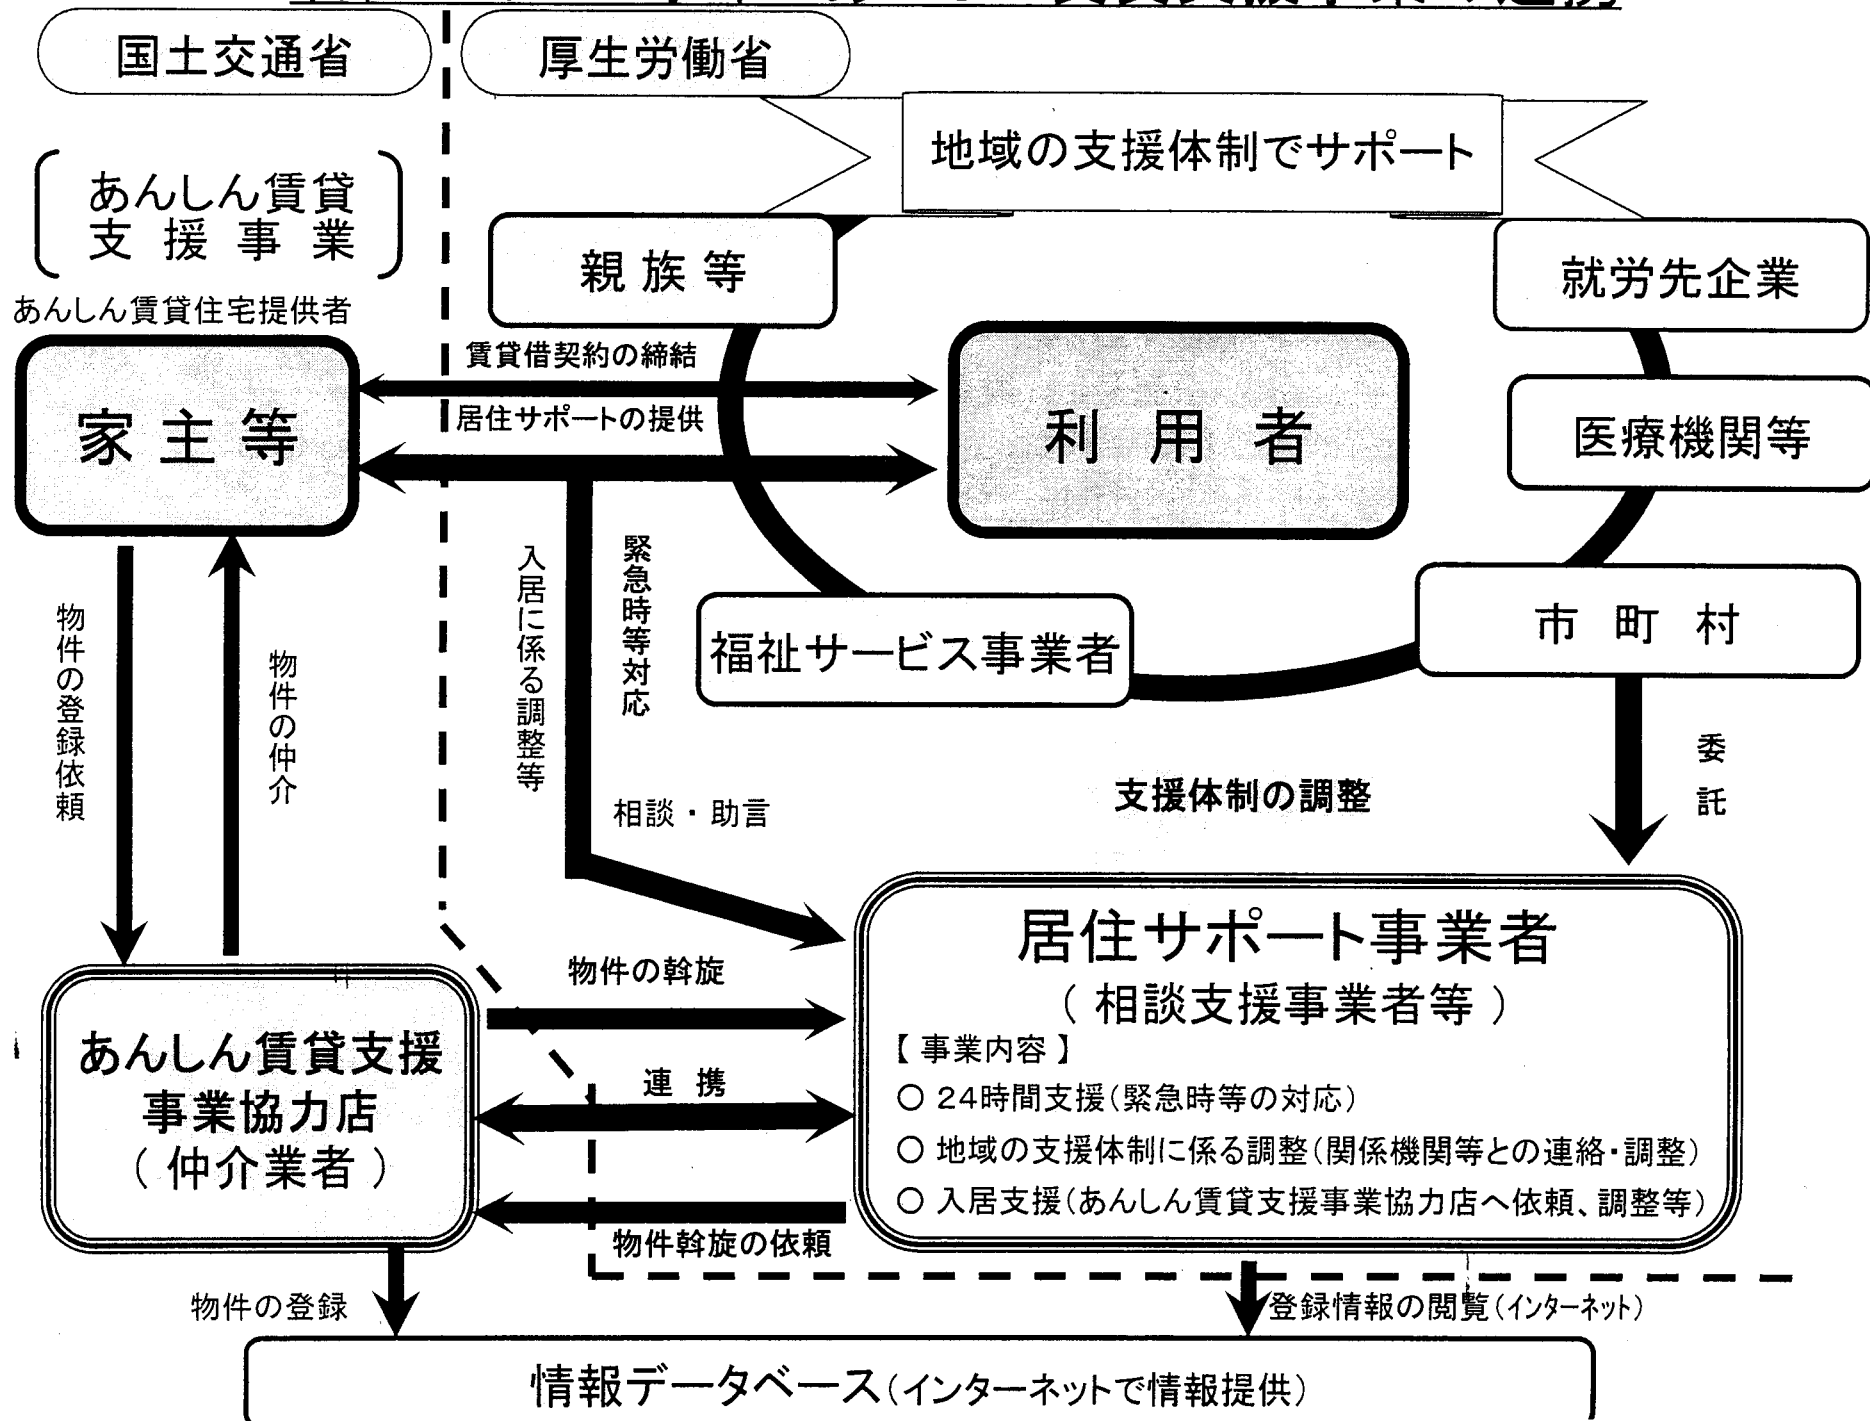 国土交通省
厚生労働省
地域の支援体制でサポート
あんしん賃貸
支援事業
あんしん賃貸住宅提供者
親族等
就労先企業
賃貸借契約の締結
家主等
居住サポートの提供
利用者
医療機関等
物件の登録依頼
物件の仲介
入居に係る調整等
緊急時等対応
福祉サービス事業者
市町村
相談・助言
支援体制の調整
委託
居住サポート事業者
(相談支援事業者等)
【事業内容】
○ 24時間支援(緊急時等の対応)
○ 地域の支援体制に係る調整(関係機関等との連絡・調整)
○ 入居支援(あんしん賃貸支援事業協力店へ依頼、調整等)
物件の斡旋
あんしん賃貸支援
事業協力店
(仲介業者)
連携
物件斡旋の依頼
物件の登録
登録情報の閲覧(インターネット)
情報データベース(インターネットで情報提供)